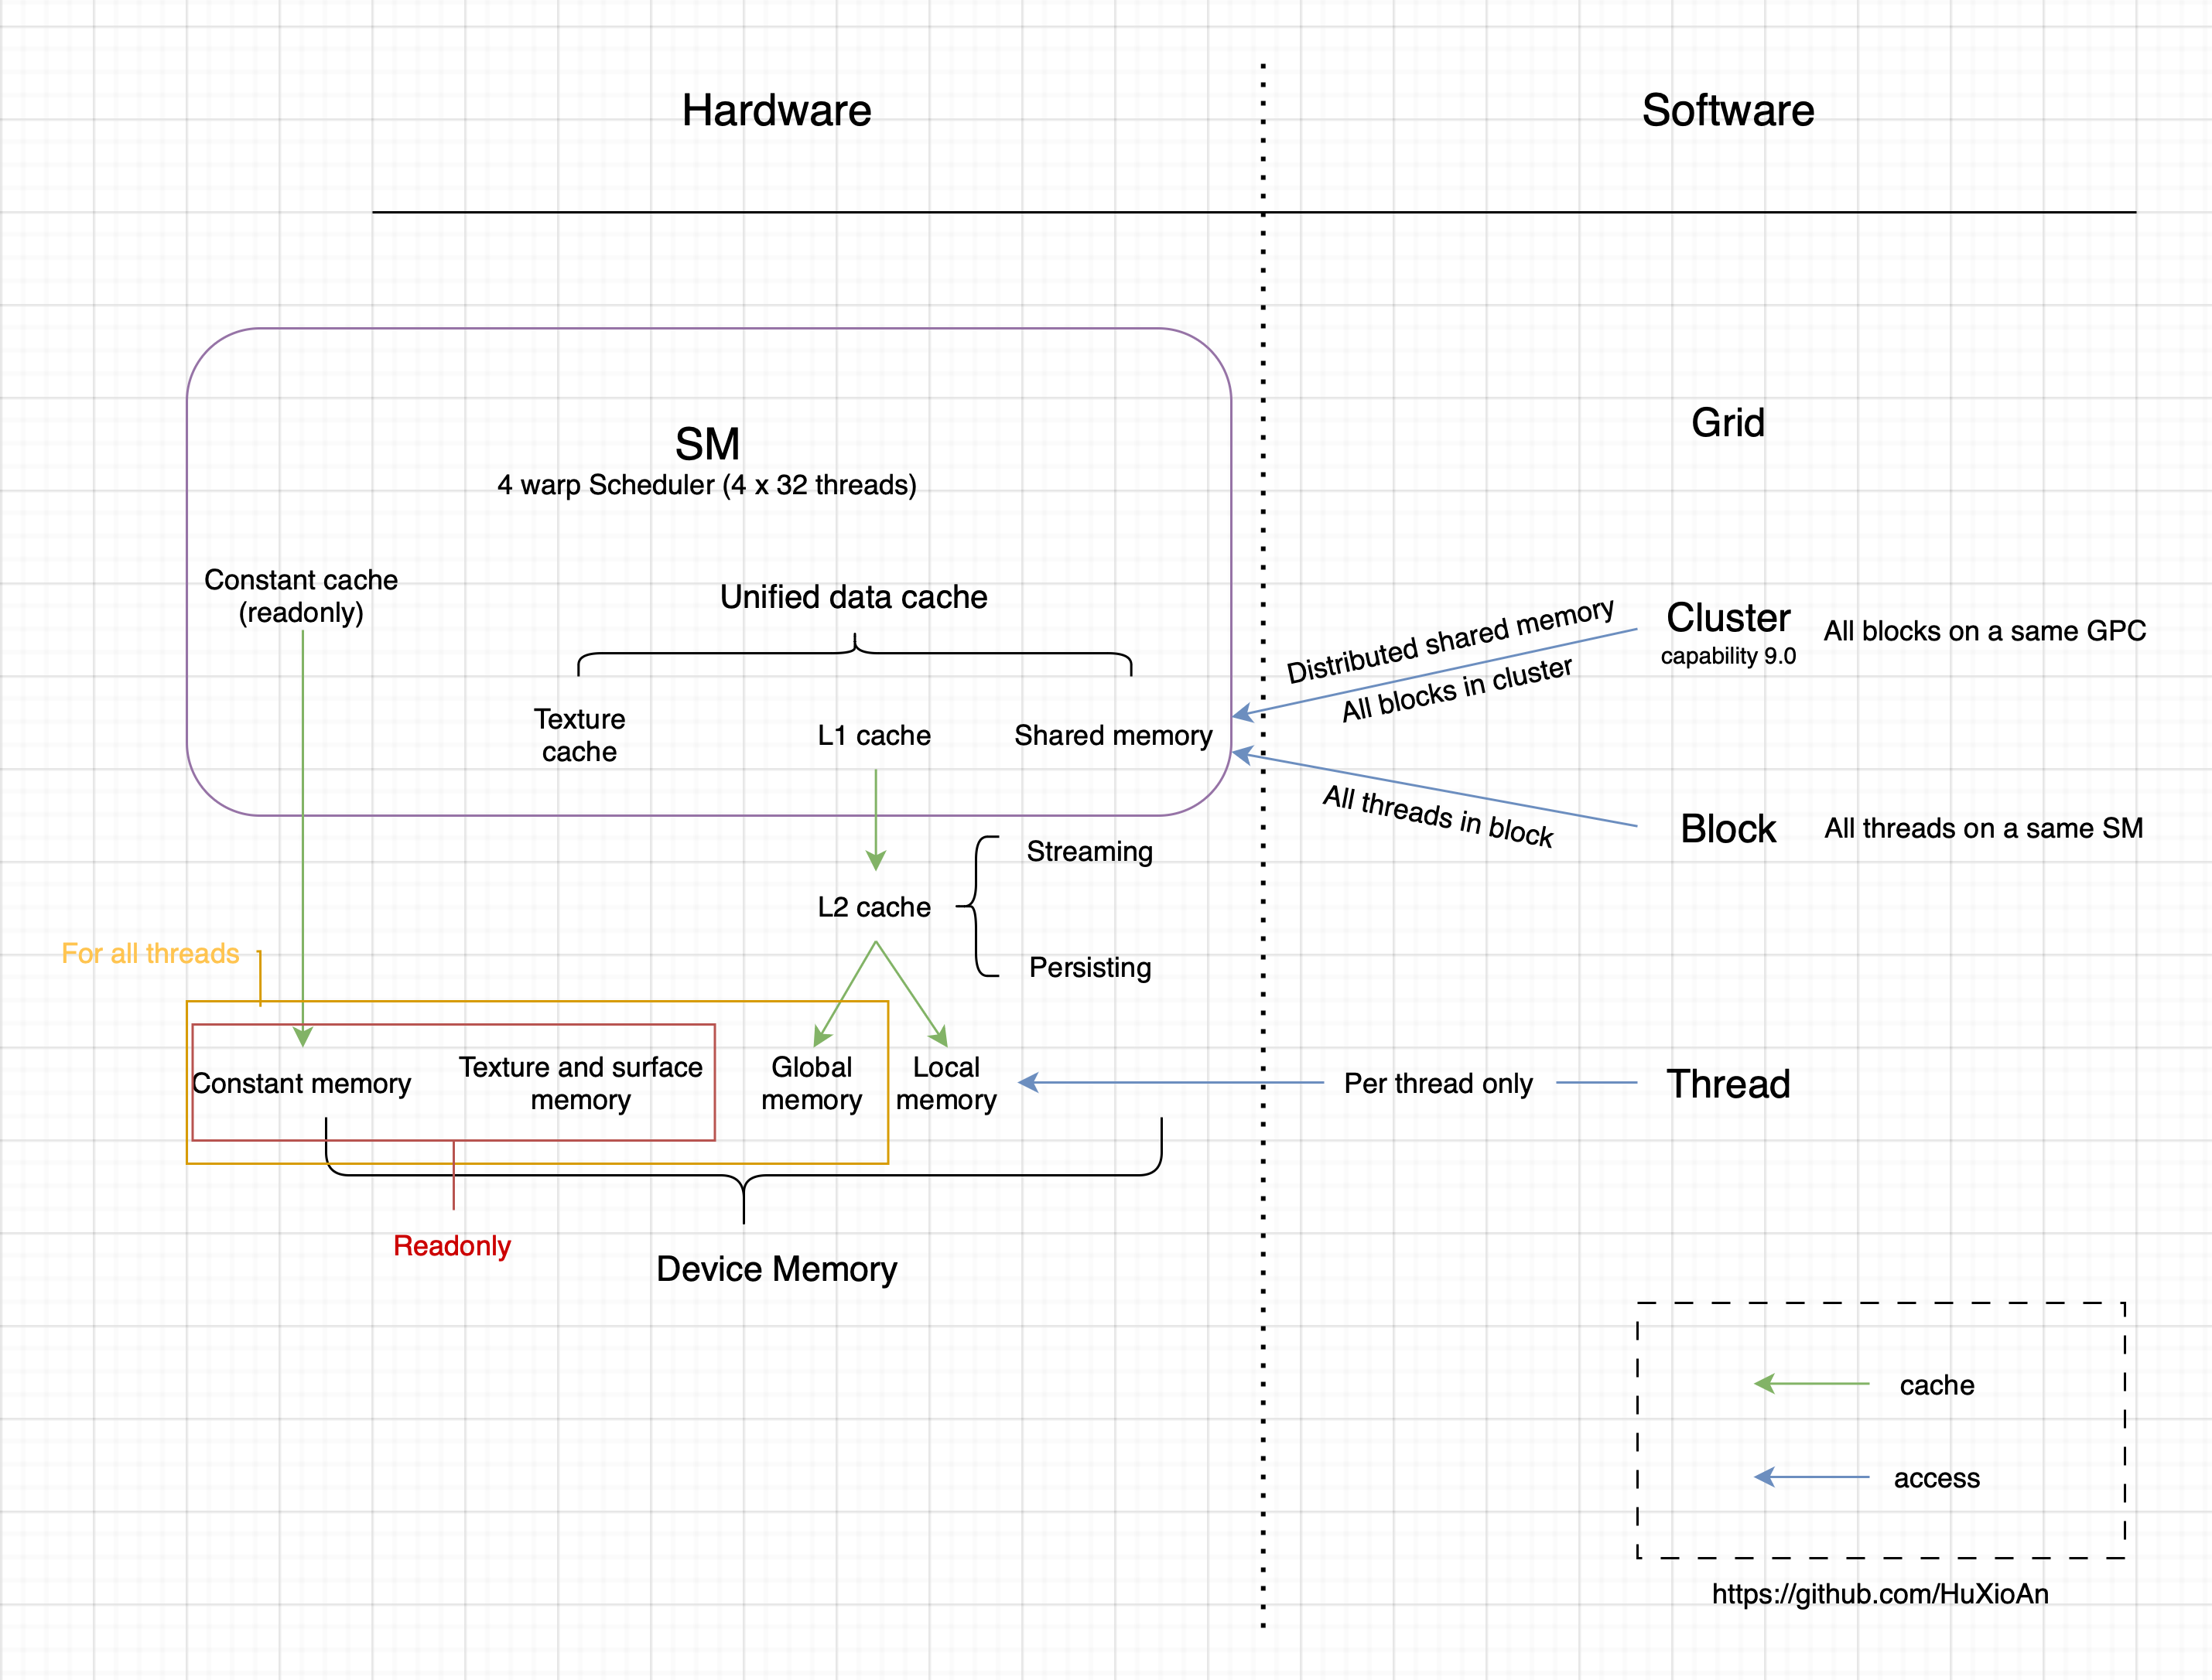 Hardware
Software
SM
4 warp Scheduler (4 x 32 threads)
Grid
Constant cache
(readonly)
Unified data cache
Texture
cache
L1 cache
Shared memory
Distributed shared memory
All blocks in cluster
Cluster
capability 9.0
All blocks on a same GPC
All threads in block
Block
All threads on a same SM
L2 cache
Streaming
Persisting
For all threads
Constant memory
Texture and surface
memory
Global
memory
Local
memory
Per thread only
Thread
Readonly
Device Memory
cache
access
https://github.com/HuXioAn